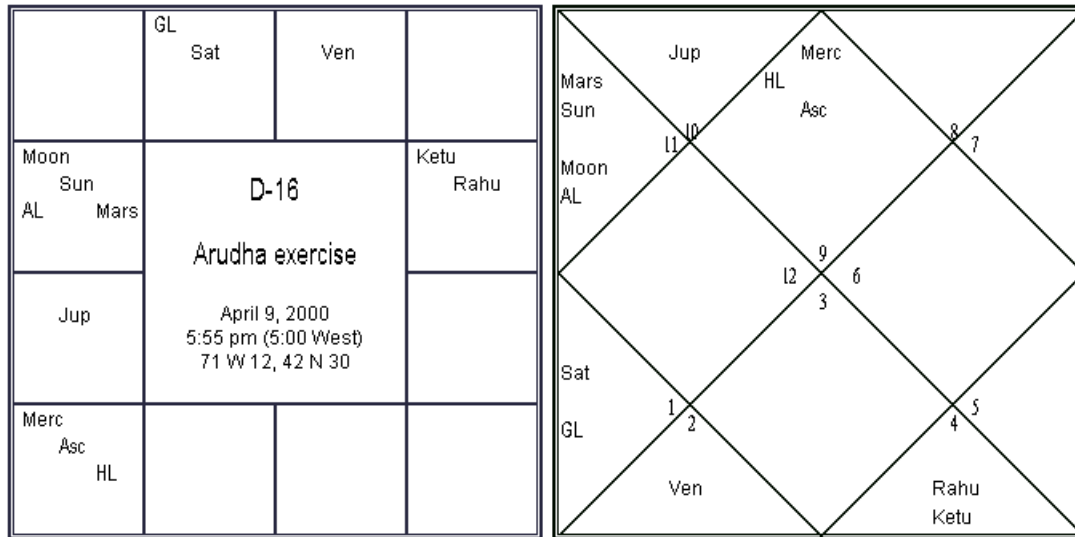 GL
Sat
Ven
Moon
Sun
AL Mars
Ketu
Rahu
D-16
Arudha exercise
April 9, 2000
5:55 pm (5:00 West)
71 W 12, 42 N 30
Jup
Merc
Asc
HL
Jup
Merc
Mars
HL
Sun
Asc
10
8
11
7
Moon
AL
9
12
6
3
Sat
1
5
2
4
GL
Ven
Rahu
Ketu